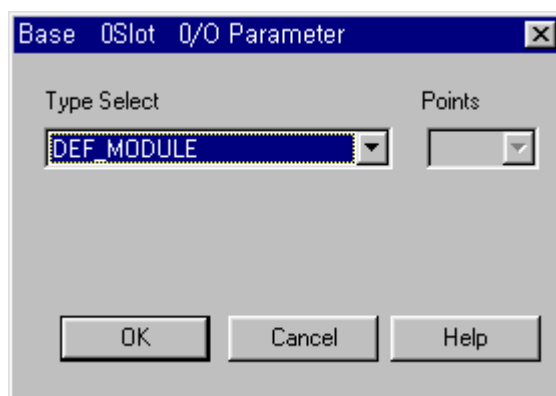 Base 0Slot 0/O Parameter
Type Select Points
DEF_MODULE
OK Cancel Help